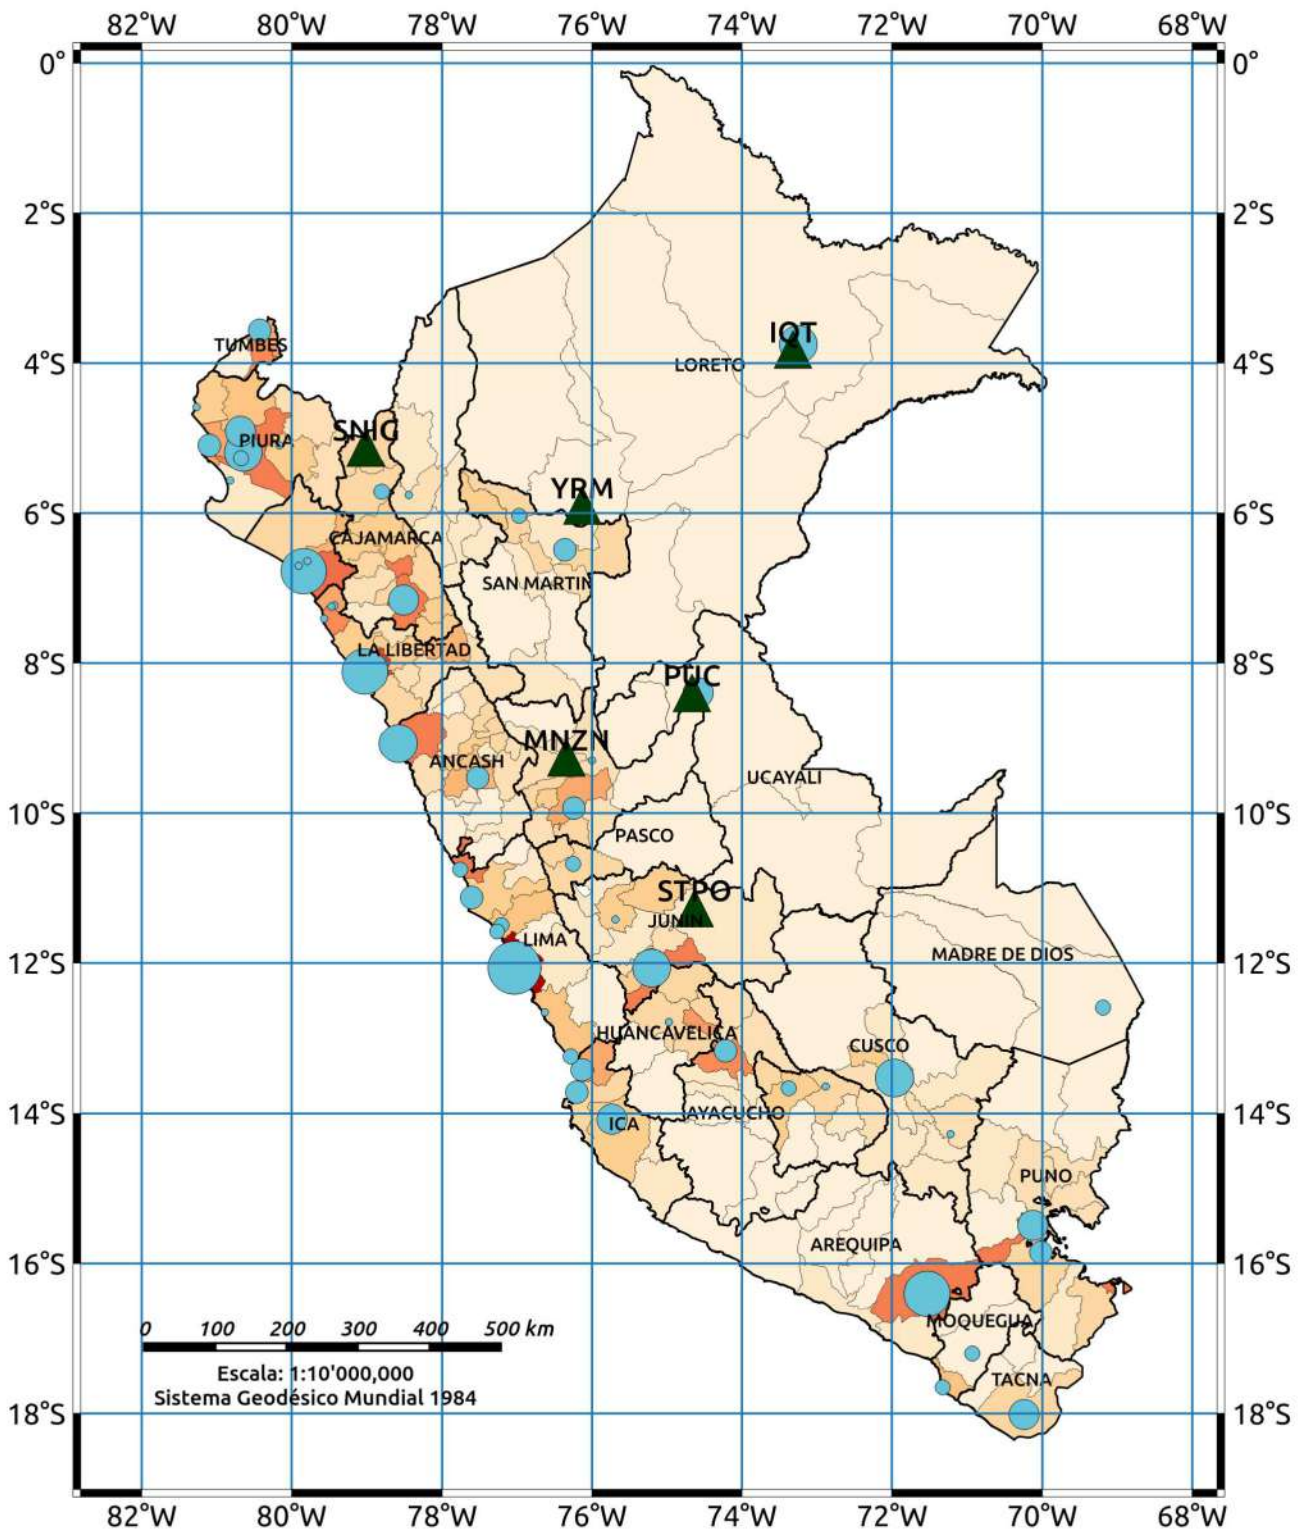 82°W 80°W 78°W 76°W 74°W 72°W 70°W 68°W
0° 0°
2°S 2°S
IQT
TUMBES
4°S LORETO 4°S
SNIG
PIURA
YRM
6°S 6°S
CAJAMARCA
SAN MARTIN
LA LIBERTAD
8°S 8°S
PUC
MNZN
ANCASH
UCAYALI
10°S 10°S
PASCO
STPO
JUNIN
LIMA
MADRE DE DIOS
12°S 12°S
HUANCAVELICA
CUSCO
14°S AYACUCHO 14°S
ICA
PUNO
AREQUIPA
16°S 16°S
MOQUEGUA
0 100 200 300 400 500 km
Escala: 1:10'000,000
TACNA
Sistema Geodésico Mundial 1984
18°S 18°S
82°W 80°W 78°W 76°W 74°W 72°W 70°W 68°W